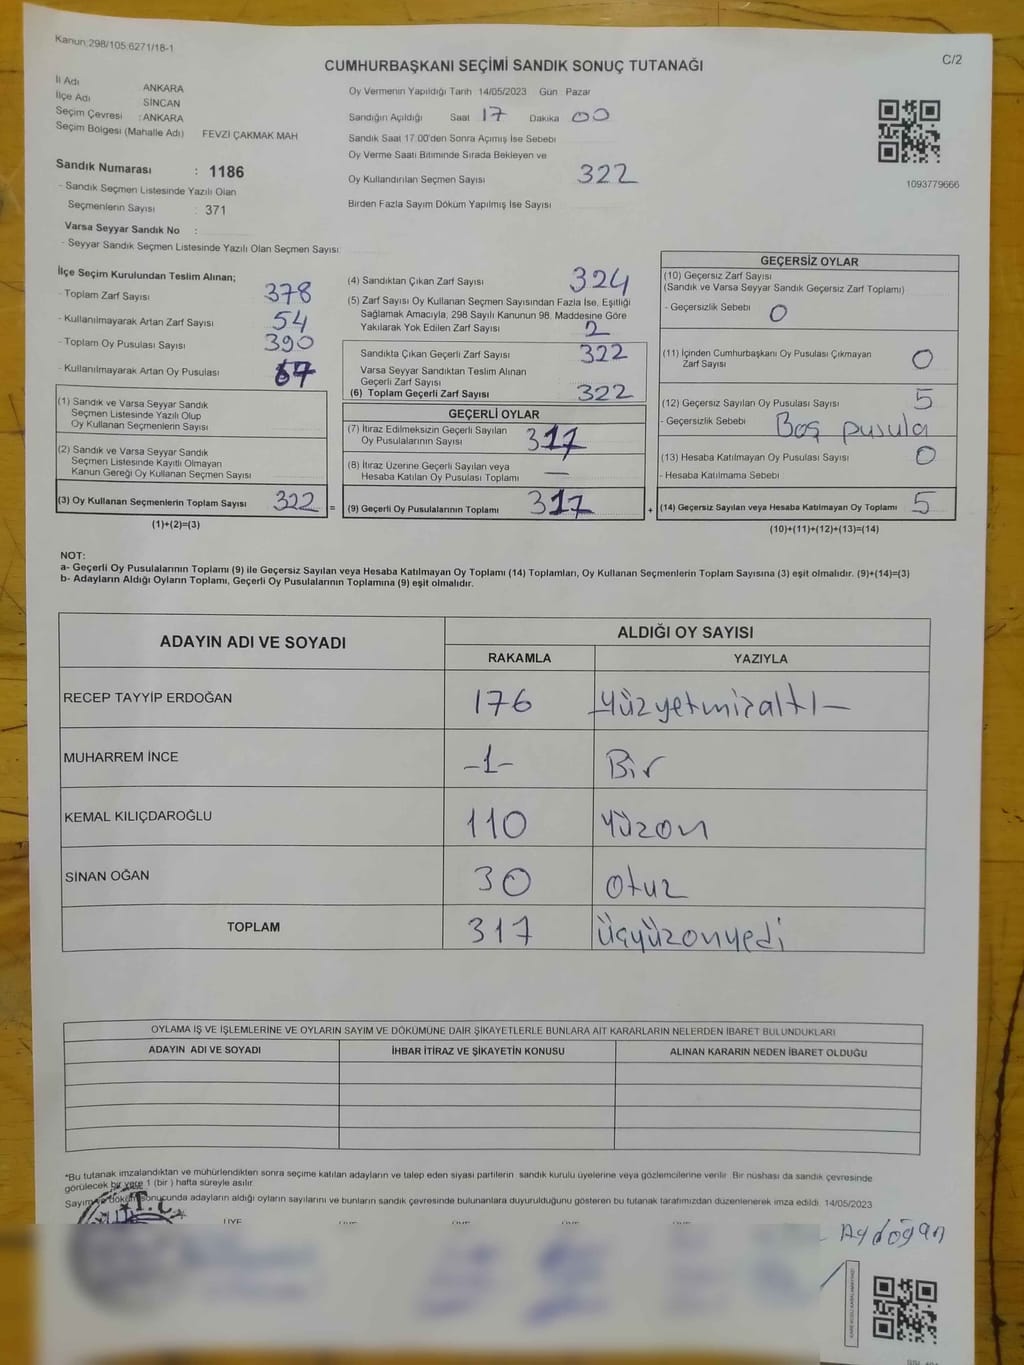 Kanun:298/105,6271/18-1
C/2
CUMHURBAŞKANI SEÇİMİ SANDIK SONUÇ TUTANAĞI
İl Adı ANKARA
İlçe Adı SİNCAN
Seçim Çevresi : ANKARA
Seçim Bölgesi (Mahalle Adı) FEVZİ ÇAKMAK MAH
Oy Vermenin Yapıldığı Tarih 14/05/2023 Gün Pazar
Sandığın Açıldığı Saat 17 Dakika 00
Sandık Saat 17:00'den Sonra Açımış İse Sebebi
Oy Verme Saati Bitiminde Sırada Bekleyen ve
Oy Kullandırılan Seçmen Sayısı 322
Birden Fazla Sayım Döküm Yapılmış İse Sayısı
1093779666
Sandık Numarası : 1186
- Sandık Seçmen Listesinde Yazılı Olan
Seçmenlerin Sayısı : 371
Varsa Seyyar Sandık No :
- Seyyar Sandık Seçmen Listesinde Yazılı Olan Seçmen Sayısı:
İlçe Seçim Kurulundan Teslim Alınan;
- Toplam Zarf Sayısı 378
- Kullanılmayarak Artan Zarf Sayısı 54
- Toplam Oy Pusulası Sayısı 390
- Kullanılmayarak Artan Oy Pusulası 67
(1) Sandık ve Varsa Seyyar Sandık
Seçmen Listesinde Yazılı Olup
Oy Kullanan Seçmenlerin Sayısı
(2) Sandık ve Varsa Seyyar Sandık
Seçmen Listesinde Kayıtlı Olmayan
Kanun Gereği Oy Kullanan Seçmen Sayısı
(3) Oy Kullanan Seçmenlerin Toplam Sayısı 322 =
(1)+(2)=(3)
(4) Sandıktan Çıkan Zarf Sayısı 324
(5) Zarf Sayısı Oy Kullanan Seçmen Sayısından Fazla İse, Eşitliği
Sağlamak Amacıyla, 298 Sayılı Kanunun 98. Maddesine Göre
Yakılarak Yok Edilen Zarf Sayısı 2
Sandıkta Çıkan Geçerli Zarf Sayısı 322
Varsa Seyyar Sandıktan Teslim Alınan
Geçerli Zarf Sayısı
(6) Toplam Geçerli Zarf Sayısı 322
GEÇERLİ OYLAR
(7) İtiraz Edilmeksizin Geçerli Sayılan
Oy Pusulalarının Sayısı 317
(8) İtiraz Üzerine Geçerli Sayılan veya
Hesaba Katılan Oy Pusulası Toplamı —
(9) Geçerli Oy Pusulalarının Toplamı 317 +
GEÇERSİZ OYLAR
(10) Geçersiz Zarf Sayısı
(Sandık ve Varsa Seyyar Sandık Geçersiz Zarf Toplamı)
- Geçersizlik Sebebi 0
(11) İçinden Cumhurbaşkanı Oy Pusulası Çıkmayan
Zarf Sayısı 0
(12) Geçersiz Sayılan Oy Pusulası Sayısı 5
- Geçersizlik Sebebi Boş pusula
(13) Hesaba Katılmayan Oy Pusulası Sayısı 0
- Hesaba Katılmama Sebebi
(14) Geçersiz Sayılan veya Hesaba Katılmayan Oy Toplamı 5
(10)+(11)+(12)+(13)=(14)
NOT:
a- Geçerli Oy Pusulalarının Toplamı (9) ile Geçersiz Sayılan veya Hesaba Katılmayan Oy Toplamı (14) Toplamları, Oy Kullanan Seçmenlerin Toplam Sayısına (3) eşit olmalıdır. (9)+(14)=(3)
b- Adayların Aldığı Oyların Toplamı, Geçerli Oy Pusulalarının Toplamına (9) eşit olmalıdır.
ADAYIN ADI VE SOYADI
ALDIĞI OY SAYISI
RAKAMLA YAZIYLA
RECEP TAYYİP ERDOĞAN 176 yüzyetmişaltı
MUHARREM İNCE -1- Bir
KEMAL KILIÇDAROĞLU 110 yüzon
SİNAN OĞAN 30 otuz
TOPLAM 317 üçyüzonyedi
OYLAMA İŞ VE İŞLEMLERİNE VE OYLARIN SAYIM VE DÖKÜMÜNE DAİR ŞİKAYETLERLE BUNLARA AİT KARARLARIN NELERDEN İBARET BULUNDUKLARI
ADAYIN ADI VE SOYADI İHBAR İTİRAZ VE ŞİKAYETİN KONUSU ALINAN KARARIN NEDEN İBARET OLDUĞU
*Bu tutanak imzalandıktan ve mühürlendikten sonra seçime katılan adayların ve talep eden siyasi partilerin sandık kurulu üyelerine veya gözlemcilerine verilir. Bir nüshası da sandık çevresinde
görülecek bir yere 1 (bir ) hafta süreyle asılır.
Sayım ve döküm sonucunda adayların aldığı oyların sayılarını ve bunların sandık çevresinde bulunanlara duyurulduğunu gösteren bu tutanak tarafımızdan düzenlenerek imza edildi. 14/05/2023
T.C.
Aydoğan